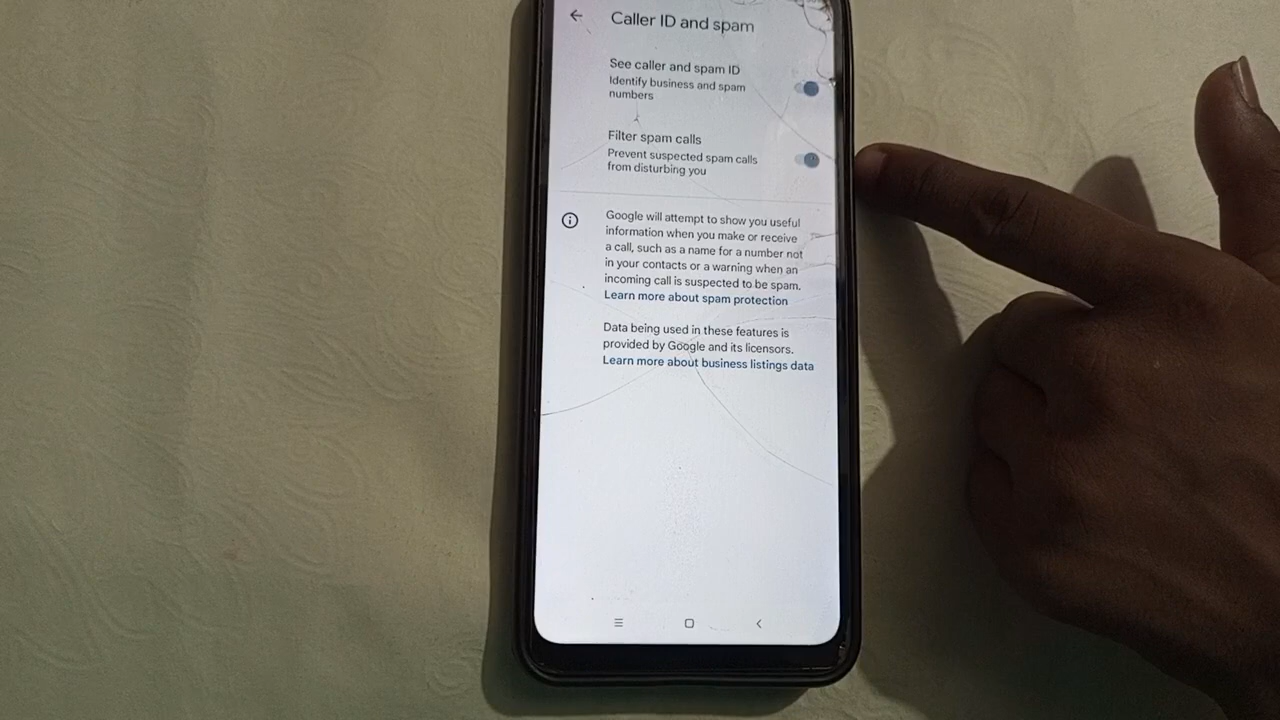 Caller ID and spam
See caller and spam ID
Identify business and spam
numbers
Filter spam calls
Prevent suspected spam calls
from disturbing you
Google will attempt to show you useful
information when you make or receive
a call, such as a name for a number not
in your contacts or a warning when an
incoming call is suspected to be spam.
Learn more about spam protection
Data being used in these features is
provided by Google and its licensors.
Learn more about business listings data